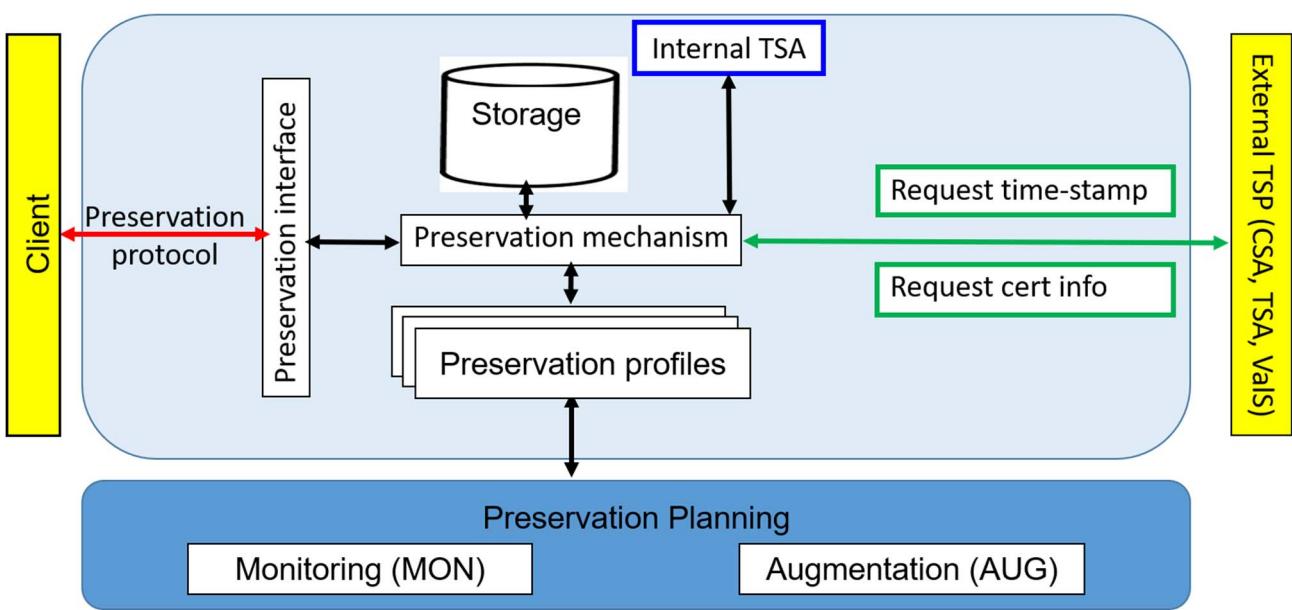 Client
Preservation
protocol
Preservation interface
Storage
Internal TSA
Preservation mechanism
Preservation profiles
Request time-stamp
Request cert info
External TSP (CSA, TSA, ValS)
Preservation Planning
Monitoring (MON)
Augmentation (AUG)